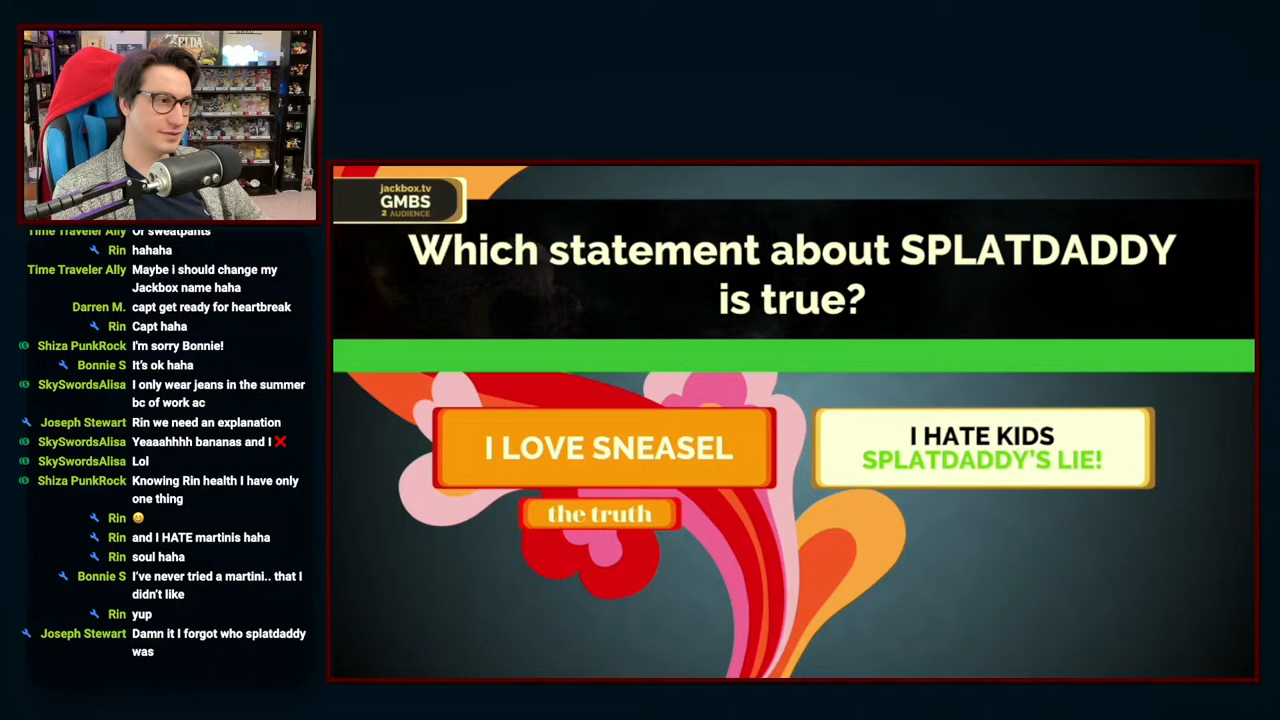 ZELDA
Time Traveler Ally Or sweatpants
Rin hahaha
Time Traveler Ally Maybe i should change my
Jackbox name haha
Darren M. capt get ready for heartbreak
Rin Capt haha
Shiza PunkRock I'm sorry Bonnie!
Bonnie S It's ok haha
SkySwordsAlisa I only wear jeans in the summer
bc of work ac
Joseph Stewart Rin we need an explanation
SkySwordsAlisa Yeaaahhhh bananas and I ❌
SkySwordsAlisa Lol
Shiza PunkRock Knowing Rin health I have only
one thing
Rin 😀
Rin and I HATE martinis haha
Rin soul haha
Bonnie S I've never tried a martini.. that I
didn't like
Rin yup
Joseph Stewart Damn it I forgot who splatdaddy
was
jackbox.tv
GMBS
2 AUDIENCE
Which statement about SPLATDADDY
is true?
I LOVE SNEASEL
the truth
I HATE KIDS
SPLATDADDY'S LIE!